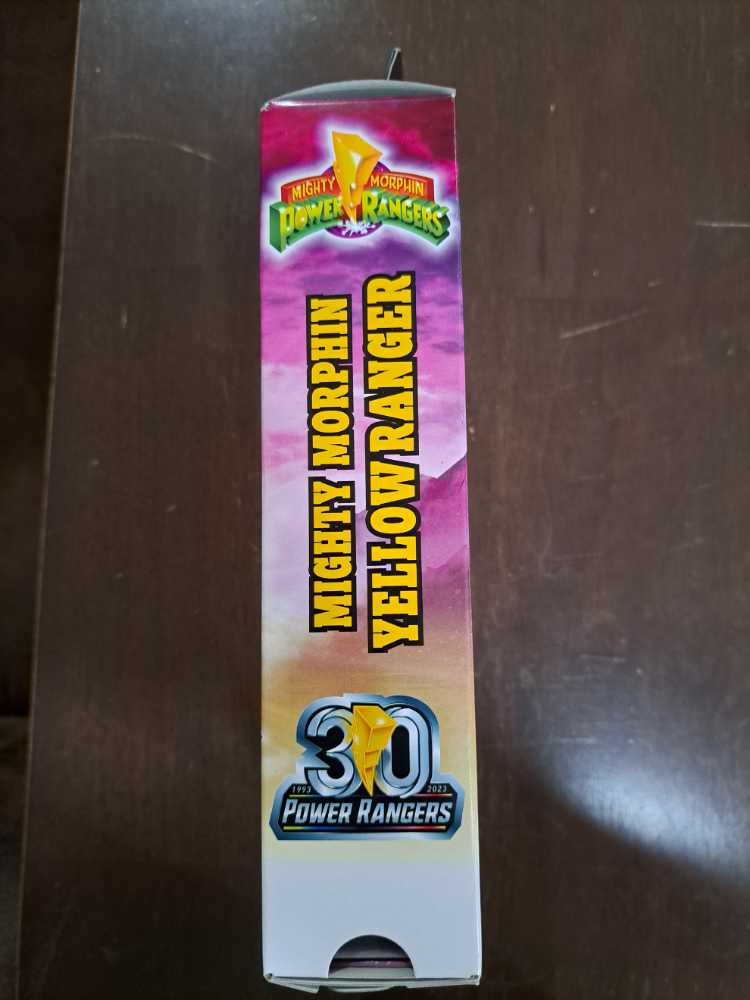 MIGHTY MORPHIN
POWER RANGERS
MIGHTY MORPHIN
YELLOW RANGER
30
1993 2023
POWER RANGERS